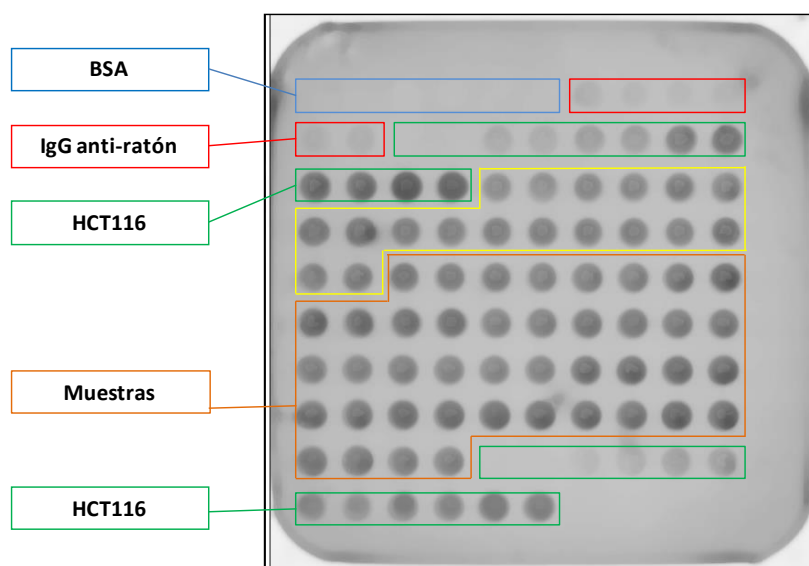 BSA
IgG anti-ratón
HCT116
Muestras
HCT116